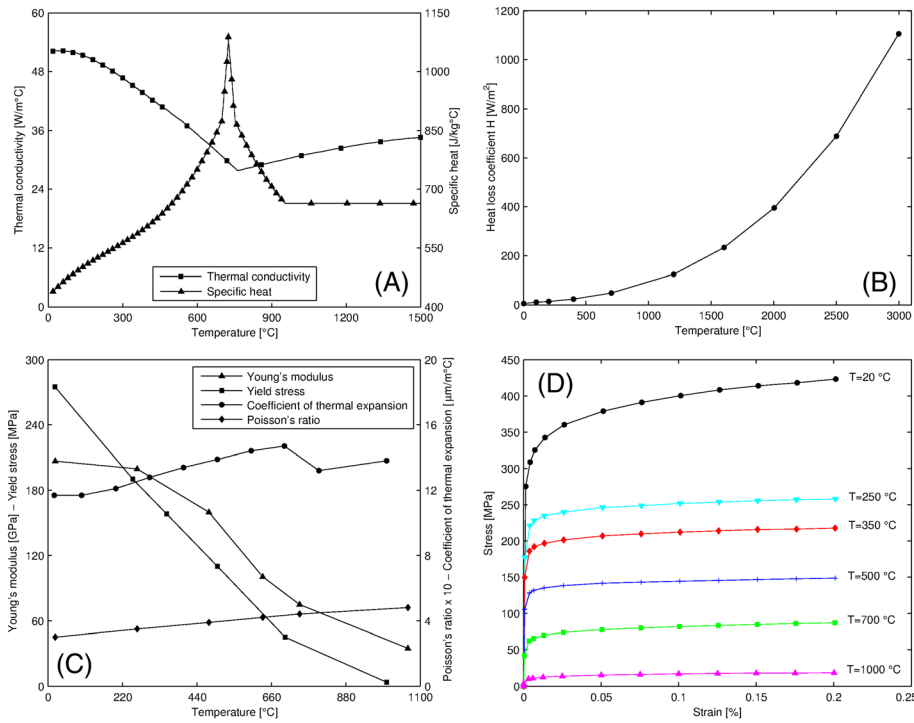 60
48
36
24
12
0
Thermal conductivity [W/m°C]
1150
1000
850
700
550
400
Specific heat [J/kg°C]
Thermal conductivity
Specific heat
(A)
0 300 600 900 1200 1500
Temperature [°C]
1200
1000
800
600
400
200
0
Heat loss coefficient H [W/m²]
(B)
0 500 1000 1500 2000 2500 3000
Temperature [°C]
300
240
180
120
60
0
Young's modulus [GPa] – Yield stress [MPa]
20
16
12
8
4
0
Poisson's ratio x 10 – Coefficient of thermal expansion [µm/m°C]
Young's modulus
Yield stress
Coefficient of thermal expansion
Poisson's ratio
(C)
0 220 440 660 880 1100
Temperature [°C]
450
400
350
300
250
200
150
100
50
0
Stress [MPa]
(D)
T=20 °C
T=250 °C
T=350 °C
T=500 °C
T=700 °C
T=1000 °C
0 0.05 0.1 0.15 0.2 0.25
Strain [%]